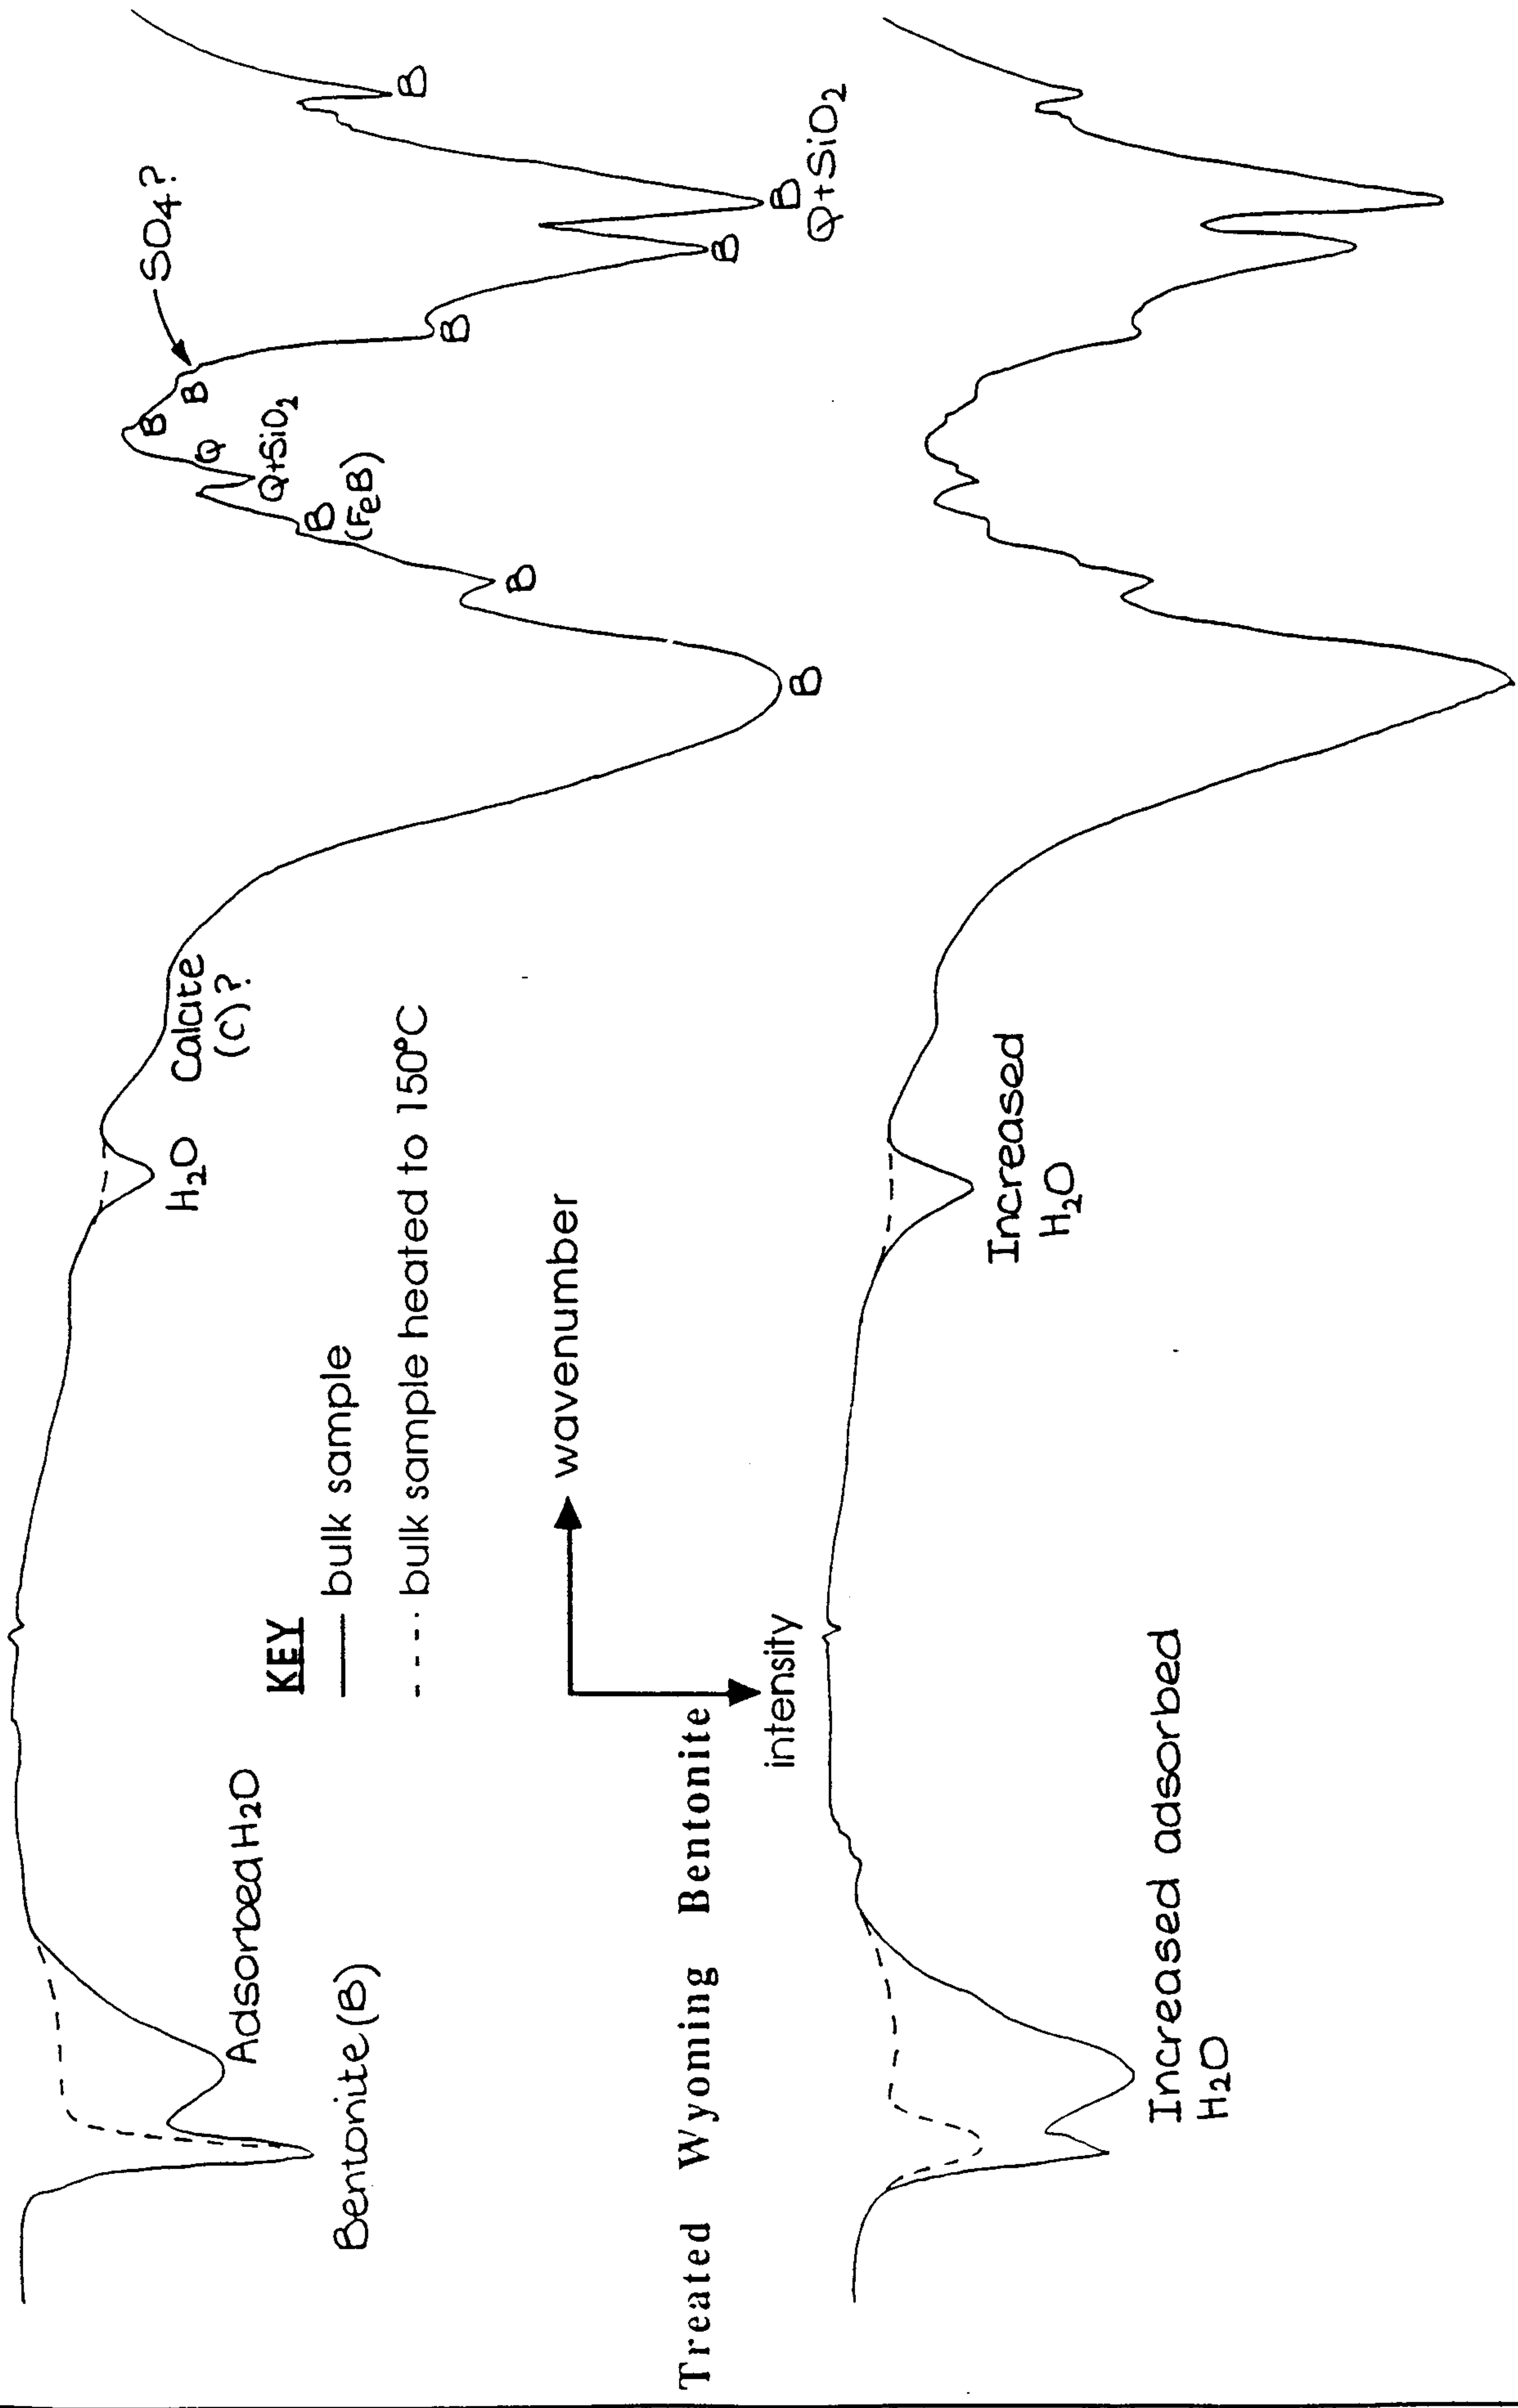 SO4?
B
B
B
Q
Q+SiO2
B
(FeB)
B
B
B
B
Q+SiO2
B
B
Calcite
(C)?
H2O
Adsorbed H2O
Bentonite (B)
KEY
bulk sample
bulk sample heated to 150°C
wavenumber
intensity
Treated Wyoming Bentonite
Increased
H2O
Increased adsorbed
H2O